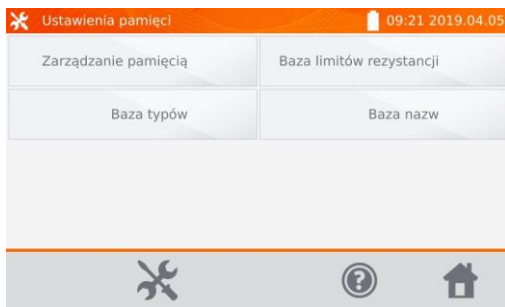 Ustawienia pamięci 09:21 2019.04.05
Zarządzanie pamięcią Baza limitów rezystancji
Baza typów Baza nazw